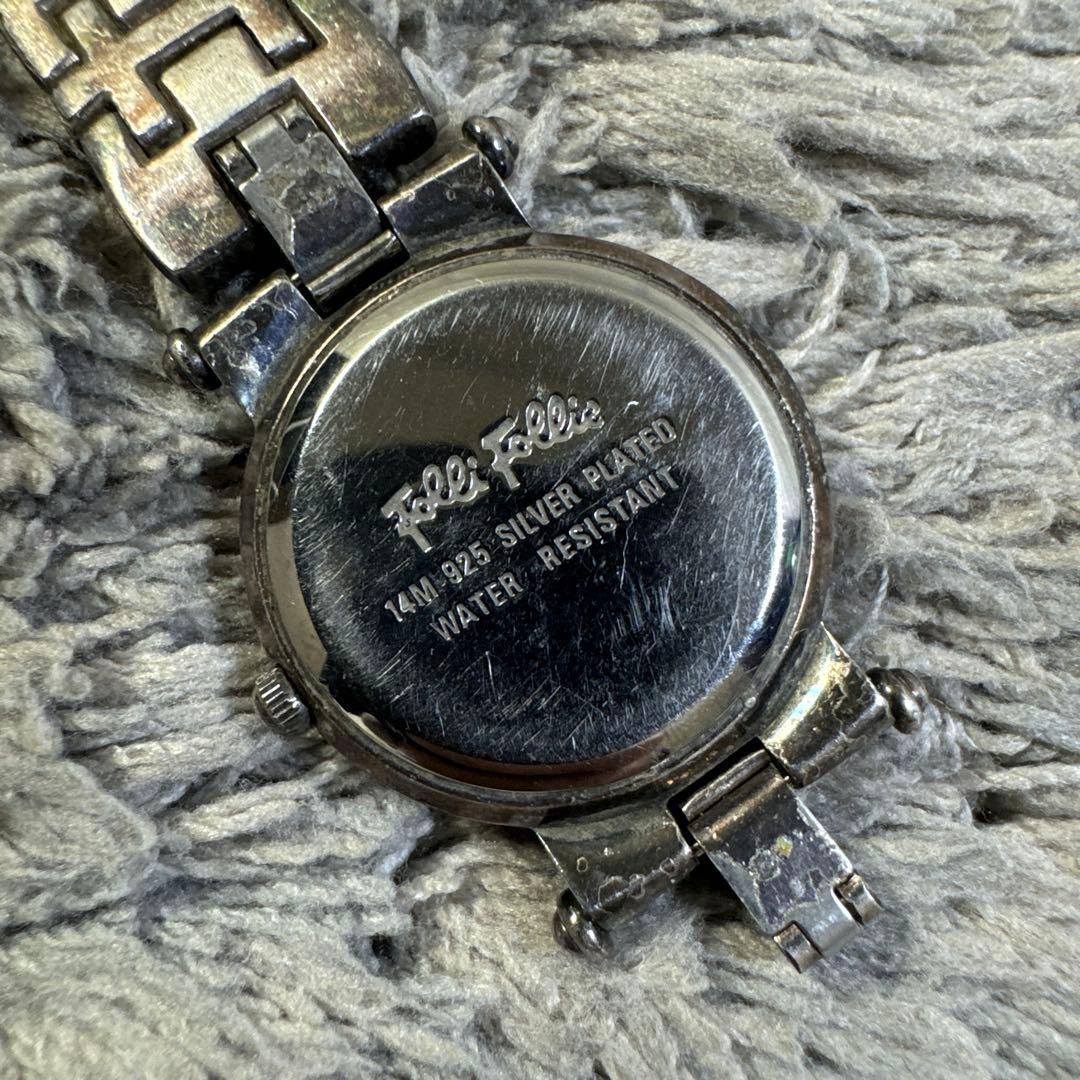 Folli Follie
14M-925 SILVER PLATED
WATER RESISTANT